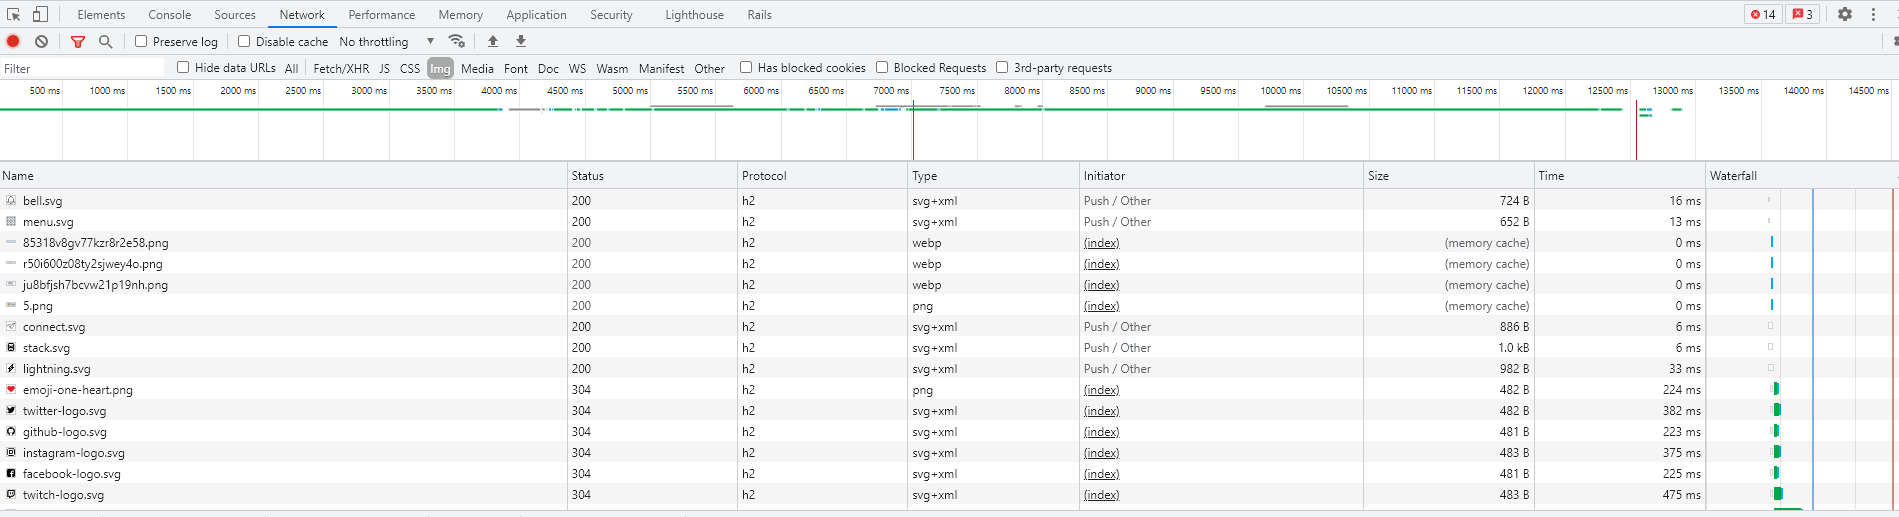 Elements Console Sources Network Performance Memory Application Security Lighthouse Rails 14 3
Preserve log Disable cache No throttling
Filter Hide data URLs All Fetch/XHR JS CSS Img Media Font Doc WS Wasm Manifest Other Has blocked cookies Blocked Requests 3rd-party requests
500 ms 1000 ms 1500 ms 2000 ms 2500 ms 3000 ms 3500 ms 4000 ms 4500 ms 5000 ms 5500 ms 6000 ms 6500 ms 7000 ms 7500 ms 8000 ms 8500 ms 9000 ms 9500 ms 10000 ms 10500 ms 11000 ms 11500 ms 12000 ms 12500 ms 13000 ms 13500 ms 14000 ms 14500 ms
Name Status Protocol Type Initiator Size Time Waterfall
bell.svg 200 h2 svg+xml Push / Other 724 B 16 ms
menu.svg 200 h2 svg+xml Push / Other 652 B 13 ms
85318v8gv77kzr8r2e58.png 200 h2 webp (index) (memory cache) 0 ms
r50i600z08ty2sjwey4o.png 200 h2 webp (index) (memory cache) 0 ms
ju8bfjsh7bcvw21p19nh.png 200 h2 webp (index) (memory cache) 0 ms
5.png 200 h2 png (index) (memory cache) 0 ms
connect.svg 200 h2 svg+xml Push / Other 886 B 6 ms
stack.svg 200 h2 svg+xml Push / Other 1.0 kB 6 ms
lightning.svg 200 h2 svg+xml Push / Other 982 B 33 ms
emoji-one-heart.png 304 h2 png (index) 482 B 224 ms
twitter-logo.svg 304 h2 svg+xml (index) 482 B 382 ms
github-logo.svg 304 h2 svg+xml (index) 481 B 223 ms
instagram-logo.svg 304 h2 svg+xml (index) 483 B 375 ms
facebook-logo.svg 304 h2 svg+xml (index) 481 B 225 ms
twitch-logo.svg 304 h2 svg+xml (index) 483 B 475 ms